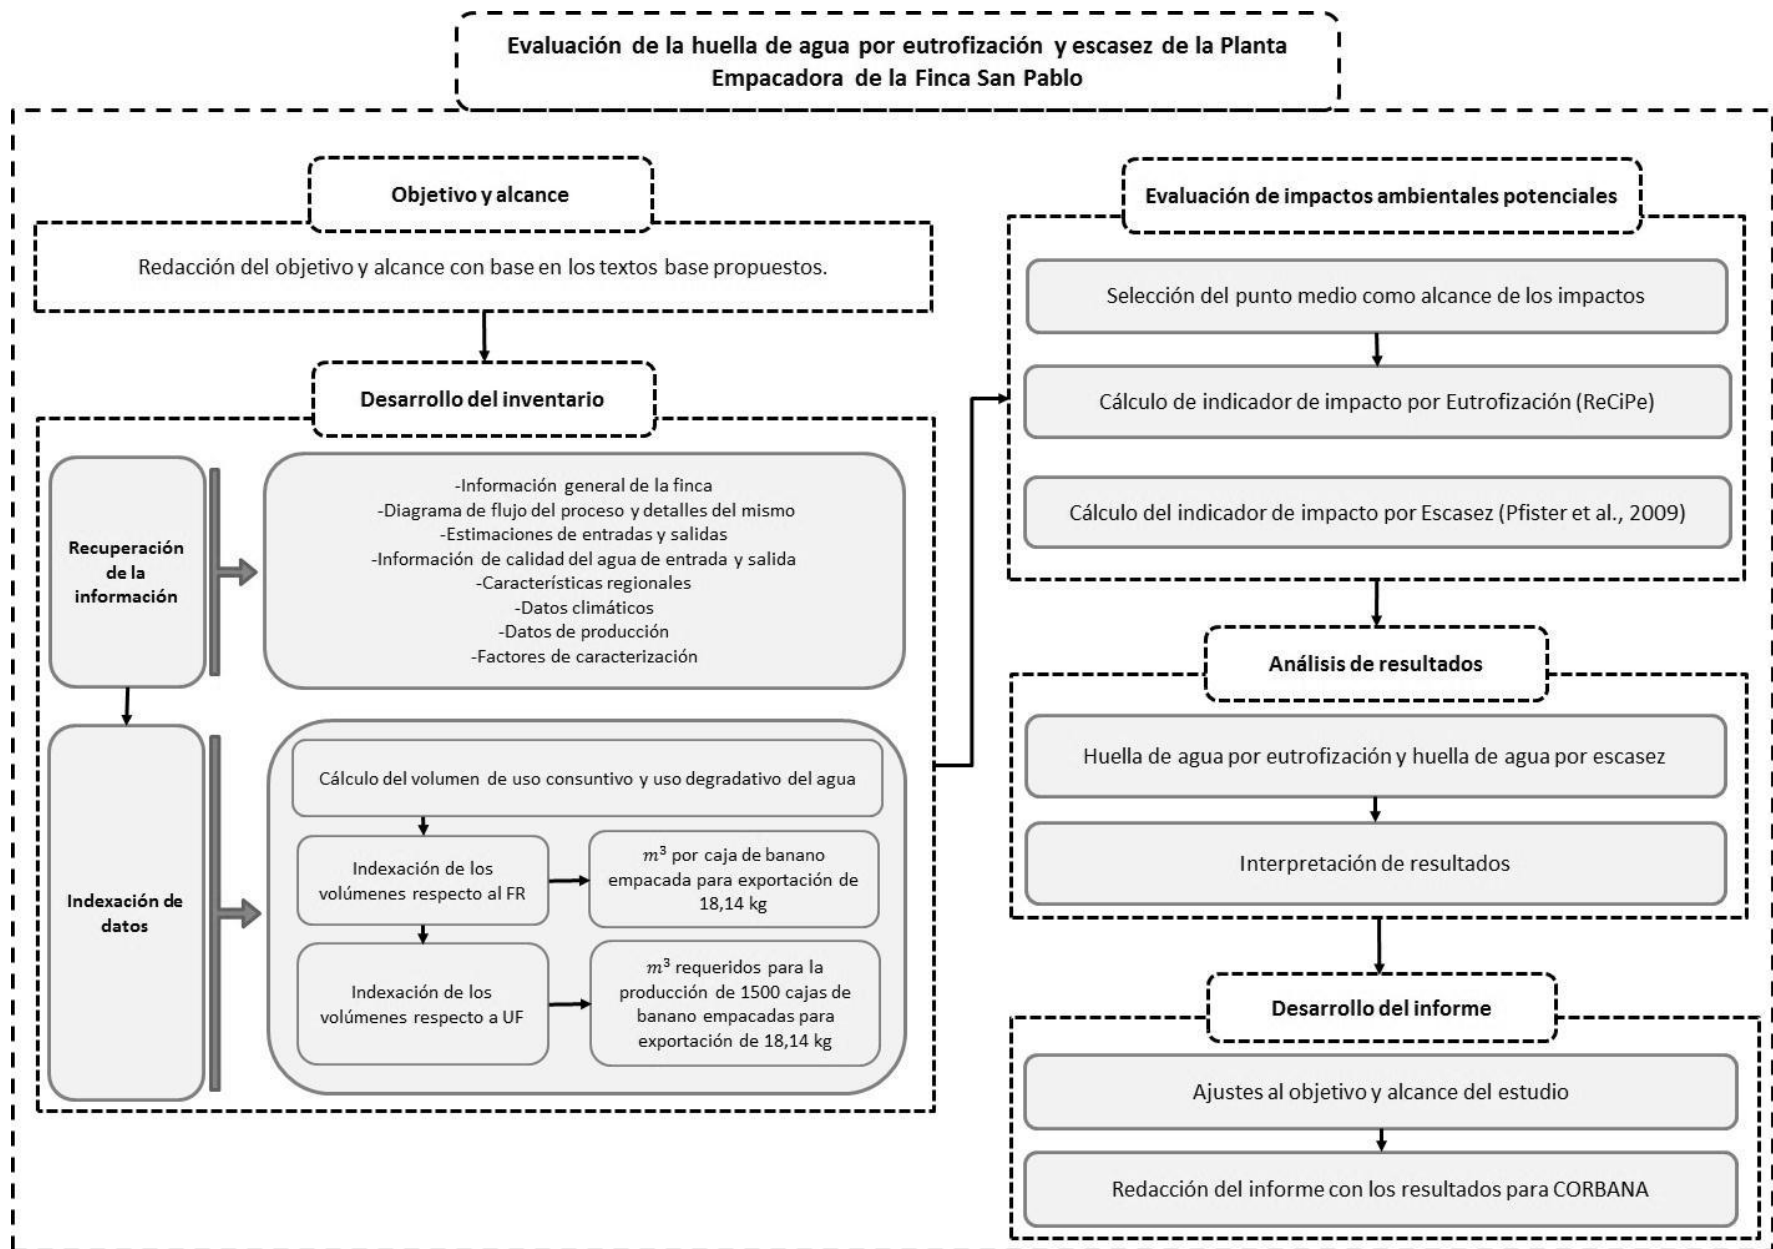 Evaluación de la huella de agua por eutrofización y escasez de la Planta
Empacadora de la Finca San Pablo
Objetivo y alcance
Redacción del objetivo y alcance con base en los textos base propuestos.
Desarrollo del inventario
Recuperación
de la
información
-Información general de la finca
-Diagrama de flujo del proceso y detalles del mismo
-Estimaciones de entradas y salidas
-Información de calidad del agua de entrada y salida
-Características regionales
-Datos climáticos
-Datos de producción
-Factores de caracterización
Indexación de
datos
Cálculo del volumen de uso consuntivo y uso degradativo del agua
Indexación de los
volúmenes respecto al FR
m³ por caja de banano
empacada para exportación de
18,14 kg
Indexación de los
volúmenes respecto a UF
m³ requeridos para la
producción de 1500 cajas de
banano empacadas para
exportación de 18,14 kg
Evaluación de impactos ambientales potenciales
Selección del punto medio como alcance de los impactos
Cálculo de indicador de impacto por Eutrofización (ReCiPe)
Cálculo del indicador de impacto por Escasez (Pfister et al., 2009)
Análisis de resultados
Huella de agua por eutrofización y huella de agua por escasez
Interpretación de resultados
Desarrollo del informe
Ajustes al objetivo y alcance del estudio
Redacción del informe con los resultados para CORBANA